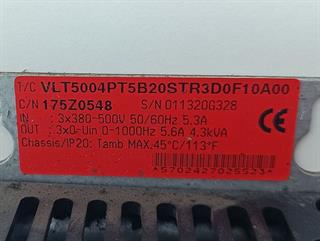 T/C VLT5004PT5B20STR3D0F10A00
C/N 175Z0548 S/N 011320G328
IN : 3x380-500V 50/60Hz 5.3A
OUT : 3x0-Uin 0-1000Hz 5.6A 4.3kVA
Chassis/IP20: Tamb MAX.45°C/113°F
CE
*5702427025523*